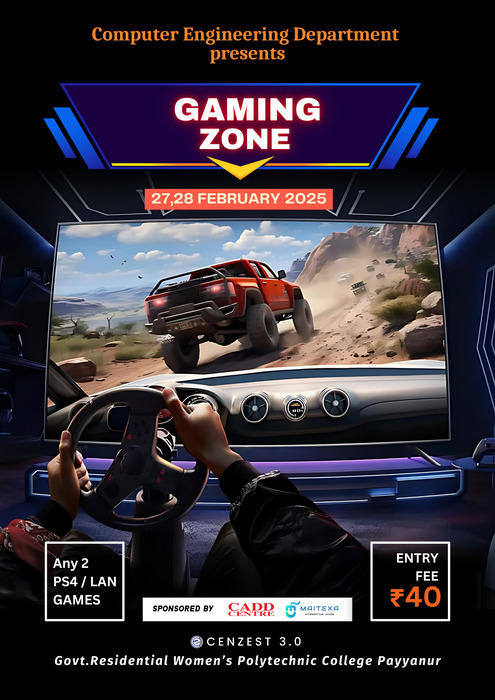 Computer Engineering Department
presents
GAMING
ZONE
27,28 FEBRUARY 2025
Any 2
PS4 / LAN
GAMES
ENTRY
FEE
₹40
SPONSORED BY
CADD
CENTRE
MAITEXA
CENZEST 3.0
Govt.Residential Women's Polytechnic College Payyanur